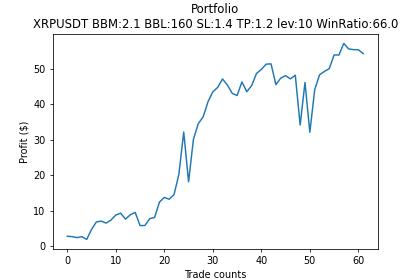 Portfolio
XRPUSDT BBM:2.1 BBL:160 SL:1.4 TP:1.2 lev:10 WinRatio:66.0
50
40
30
20
10
0
Profit ($)
0 10 20 30 40 50 60
Trade counts